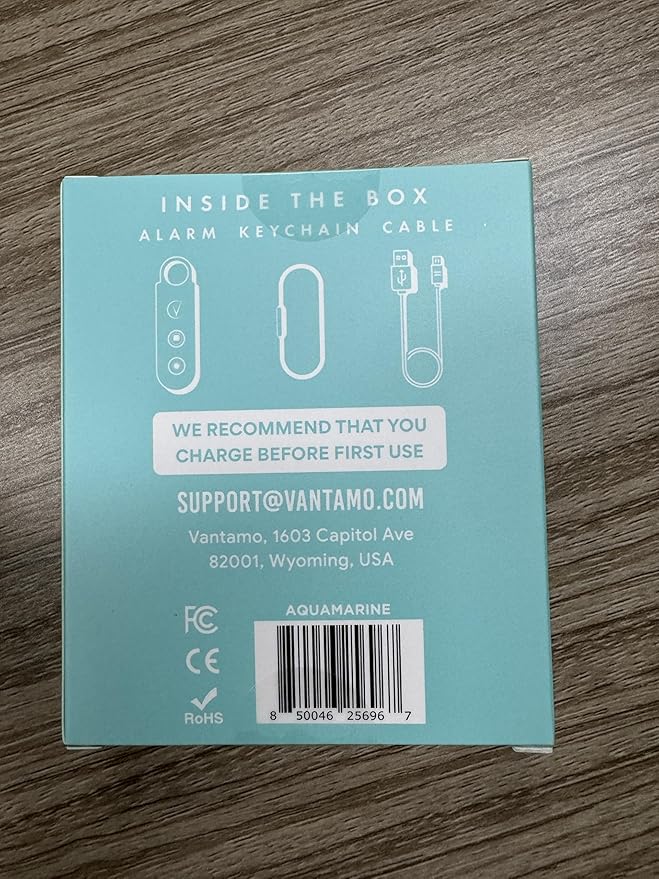 INSIDE THE BOX
ALARM KEYCHAIN CABLE
WE RECOMMEND THAT YOU
CHARGE BEFORE FIRST USE
SUPPORT@VANTAMO.COM
Vantamo, 1603 Capitol Ave
82001, Wyoming, USA
AQUAMARINE
FC
CE
RoHS
8 50046 25696 7